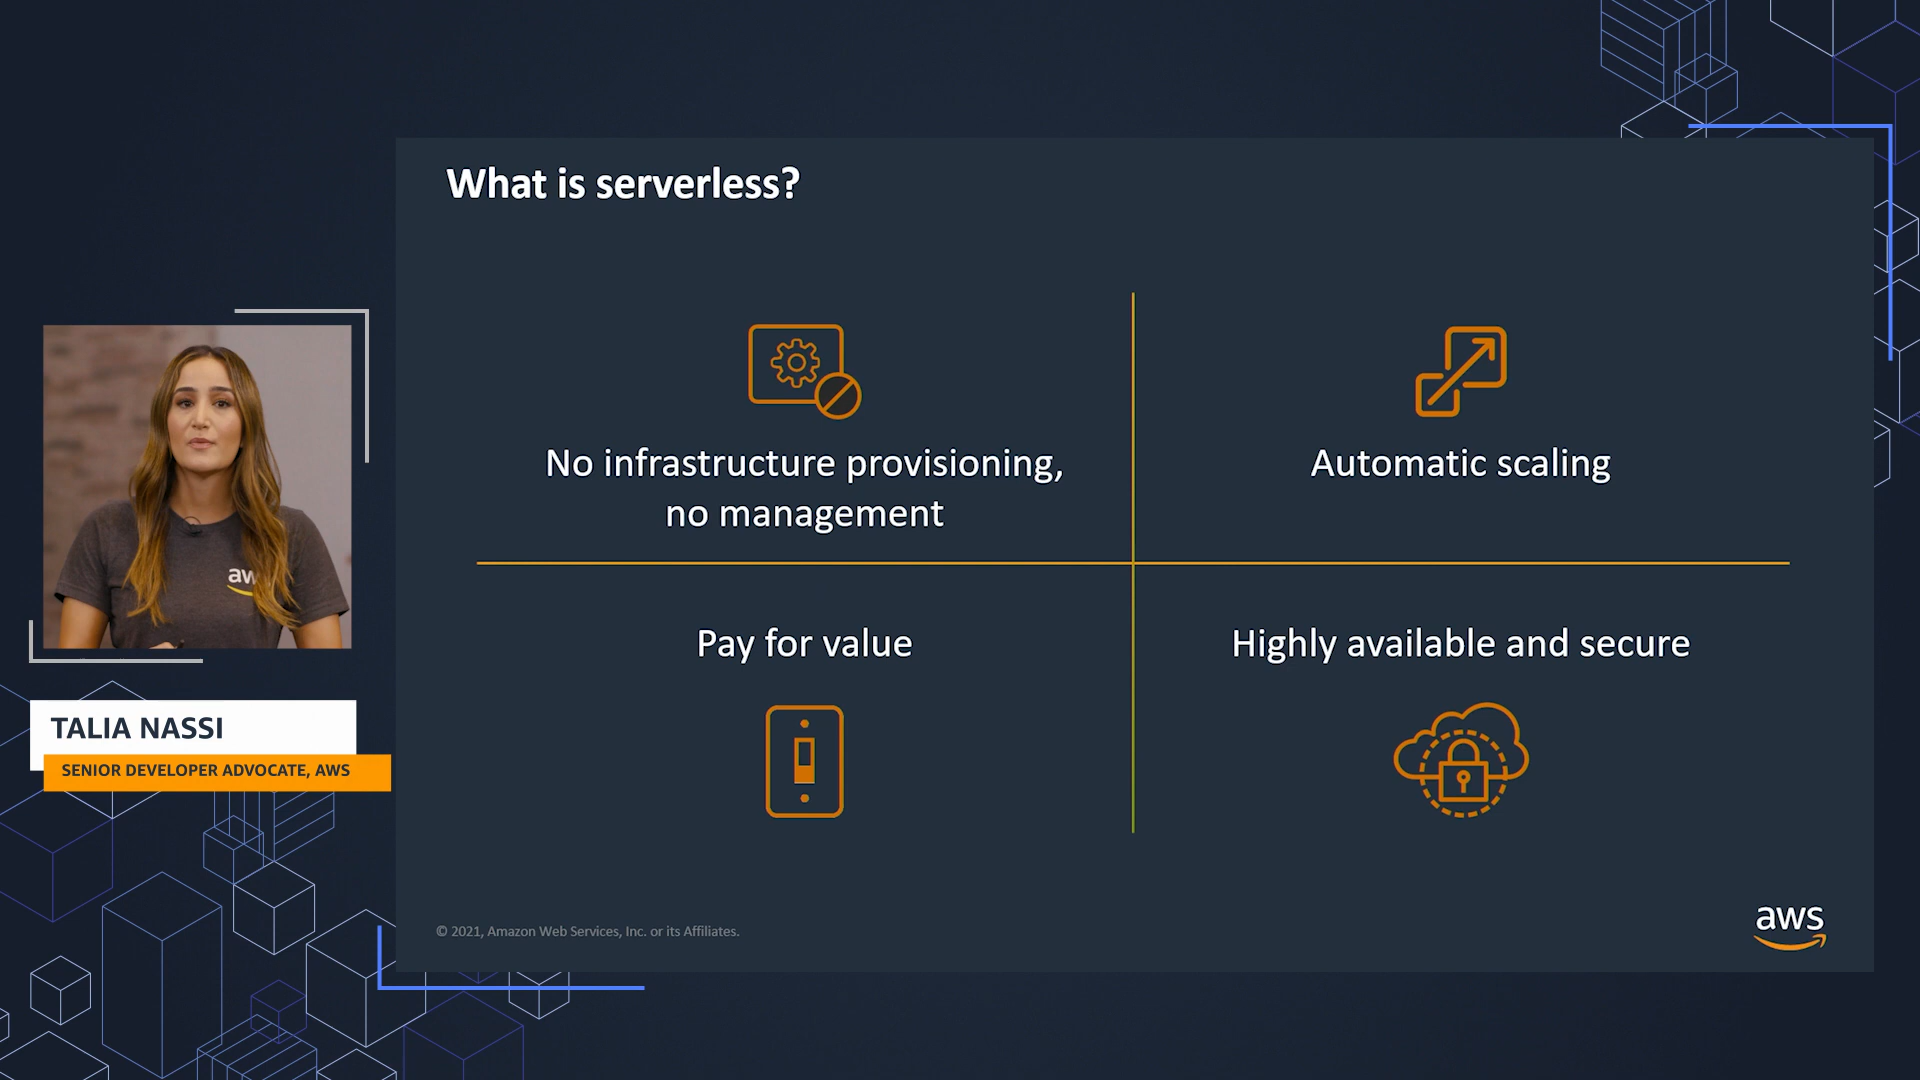 What is serverless?
No infrastructure provisioning,
no management
Automatic scaling
Pay for value
Highly available and secure
aw
TALIA NASSI
SENIOR DEVELOPER ADVOCATE, AWS
© 2021, Amazon Web Services, Inc. or its Affiliates.
aws